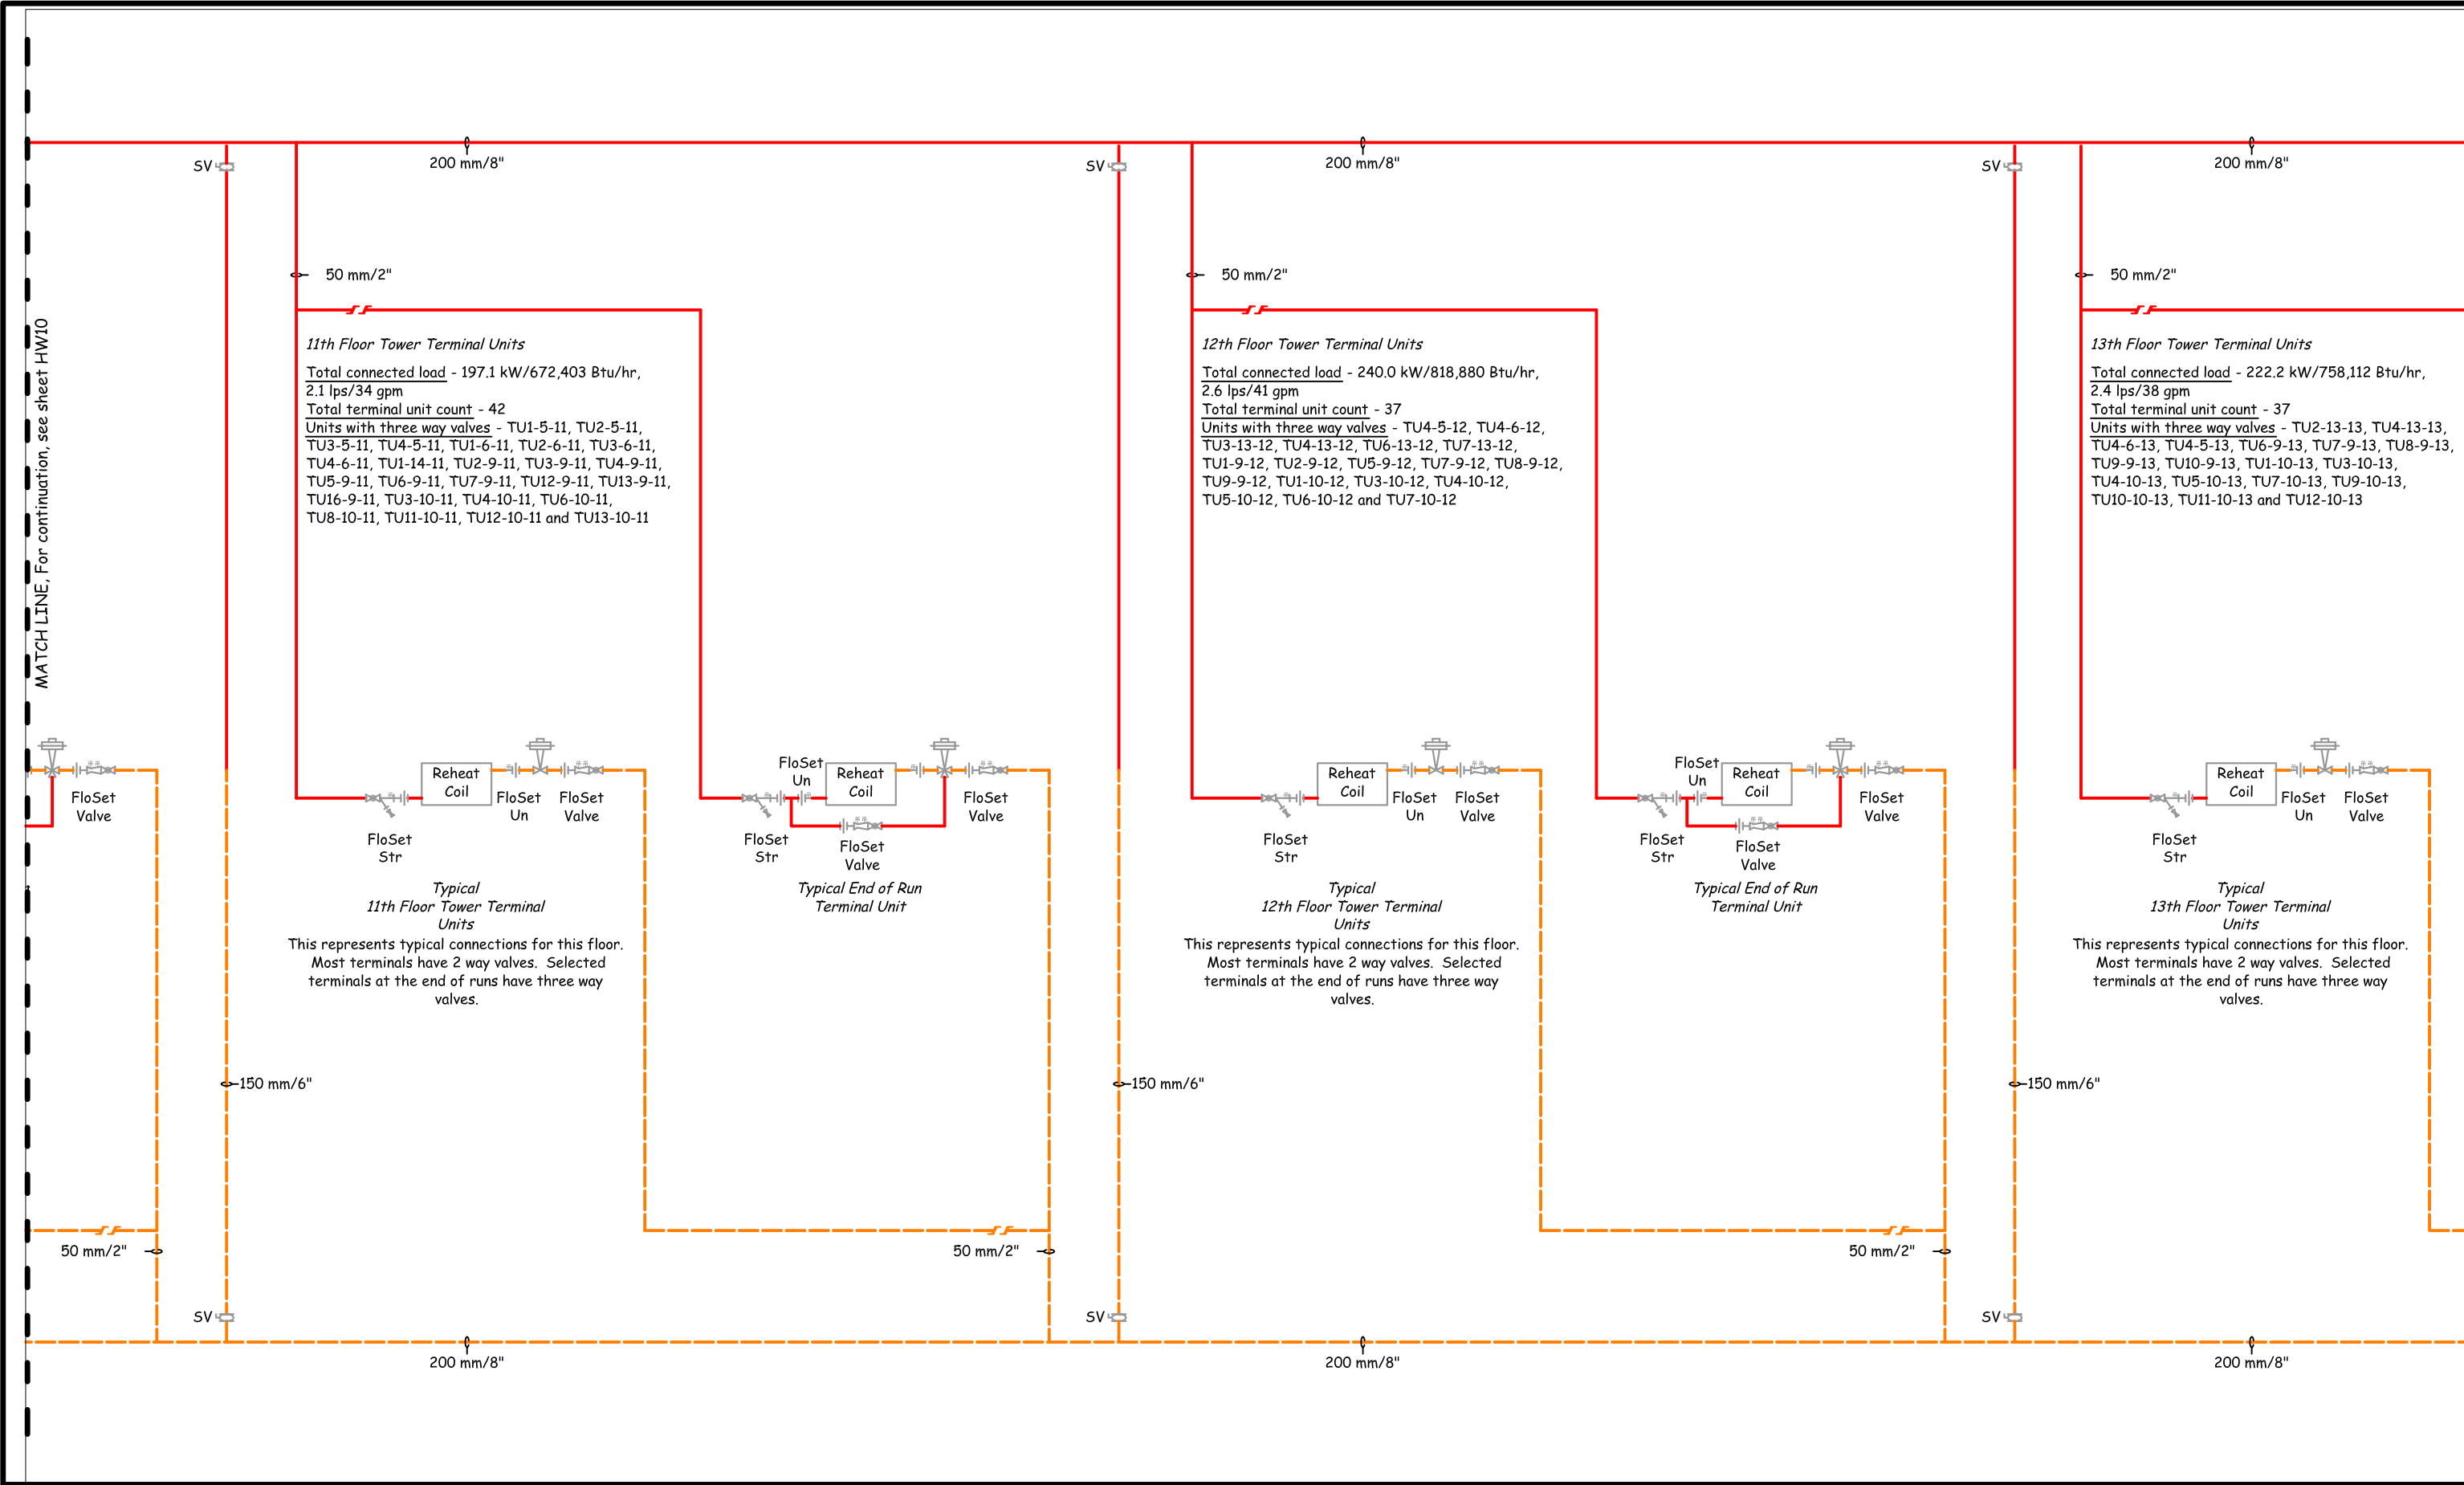 MATCH LINE, For continuation, see sheet HW10
SV
200 mm/8"
SV
200 mm/8"
SV
200 mm/8"
50 mm/2"
50 mm/2"
50 mm/2"
11th Floor Tower Terminal Units
Total connected load - 197.1 kW/672,403 Btu/hr,
2.1 lps/34 gpm
Total terminal unit count - 42
Units with three way valves - TU1-5-11, TU2-5-11,
TU3-5-11, TU4-5-11, TU1-6-11, TU2-6-11, TU3-6-11,
TU4-6-11, TU1-14-11, TU2-9-11, TU3-9-11, TU4-9-11,
TU5-9-11, TU6-9-11, TU7-9-11, TU12-9-11, TU13-9-11,
TU16-9-11, TU3-10-11, TU4-10-11, TU6-10-11,
TU8-10-11, TU11-10-11, TU12-10-11 and TU13-10-11
12th Floor Tower Terminal Units
Total connected load - 240.0 kW/818,880 Btu/hr,
2.6 lps/41 gpm
Total terminal unit count - 37
Units with three way valves - TU4-5-12, TU4-6-12,
TU3-13-12, TU4-13-12, TU6-13-12, TU7-13-12,
TU1-9-12, TU2-9-12, TU5-9-12, TU7-9-12, TU8-9-12,
TU9-9-12, TU1-10-12, TU3-10-12, TU4-10-12,
TU5-10-12, TU6-10-12 and TU7-10-12
13th Floor Tower Terminal Units
Total connected load - 222.2 kW/758,112 Btu/hr,
2.4 lps/38 gpm
Total terminal unit count - 37
Units with three way valves - TU2-13-13, TU4-13-13,
TU4-6-13, TU4-5-13, TU6-9-13, TU7-9-13, TU8-9-13,
TU9-9-13, TU10-9-13, TU1-10-13, TU3-10-13,
TU4-10-13, TU5-10-13, TU7-10-13, TU9-10-13,
TU10-10-13, TU11-10-13 and TU12-10-13
FloSet
Valve
Reheat
Coil
FloSet
Un
FloSet
Valve
FloSet
Str
FloSet
Un
Reheat
Coil
FloSet
Valve
FloSet
Str
FloSet
Valve
Reheat
Coil
FloSet
Un
FloSet
Valve
FloSet
Str
FloSet
Un
Reheat
Coil
FloSet
Valve
FloSet
Str
FloSet
Valve
Reheat
Coil
FloSet
Un
FloSet
Valve
FloSet
Str
Typical
11th Floor Tower Terminal
Units
This represents typical connections for this floor.
Most terminals have 2 way valves. Selected
terminals at the end of runs have three way
valves.
Typical End of Run
Terminal Unit
Typical
12th Floor Tower Terminal
Units
This represents typical connections for this floor.
Most terminals have 2 way valves. Selected
terminals at the end of runs have three way
valves.
Typical End of Run
Terminal Unit
Typical
13th Floor Tower Terminal
Units
This represents typical connections for this floor.
Most terminals have 2 way valves. Selected
terminals at the end of runs have three way
valves.
150 mm/6"
150 mm/6"
150 mm/6"
50 mm/2"
50 mm/2"
50 mm/2"
SV
SV
SV
200 mm/8"
200 mm/8"
200 mm/8"